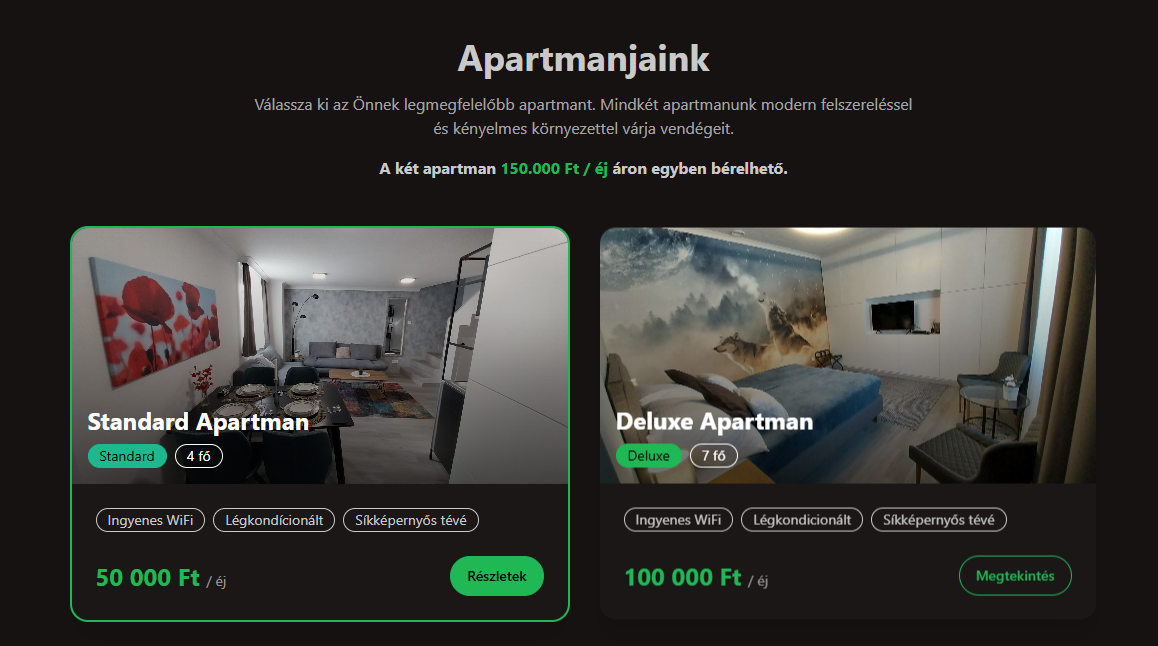 Apartmanjaink
Válassza ki az Önnek legmegfelelőbb apartmant. Mindkét apartmanunk modern felszereléssel
és kényelmes környezettel várja vendégeit.
A két apartman 150.000 Ft / éj áron egyben bérelhető.
Standard Apartman
Standard 4 fő
Ingyenes WiFi Légkondícionált Síkképernyős tévé
50 000 Ft / éj Részletek
Deluxe Apartman
Deluxe 7 fő
Ingyenes WiFi Légkondicionált Síkképernyős tévé
100 000 Ft / éj Megtekintés